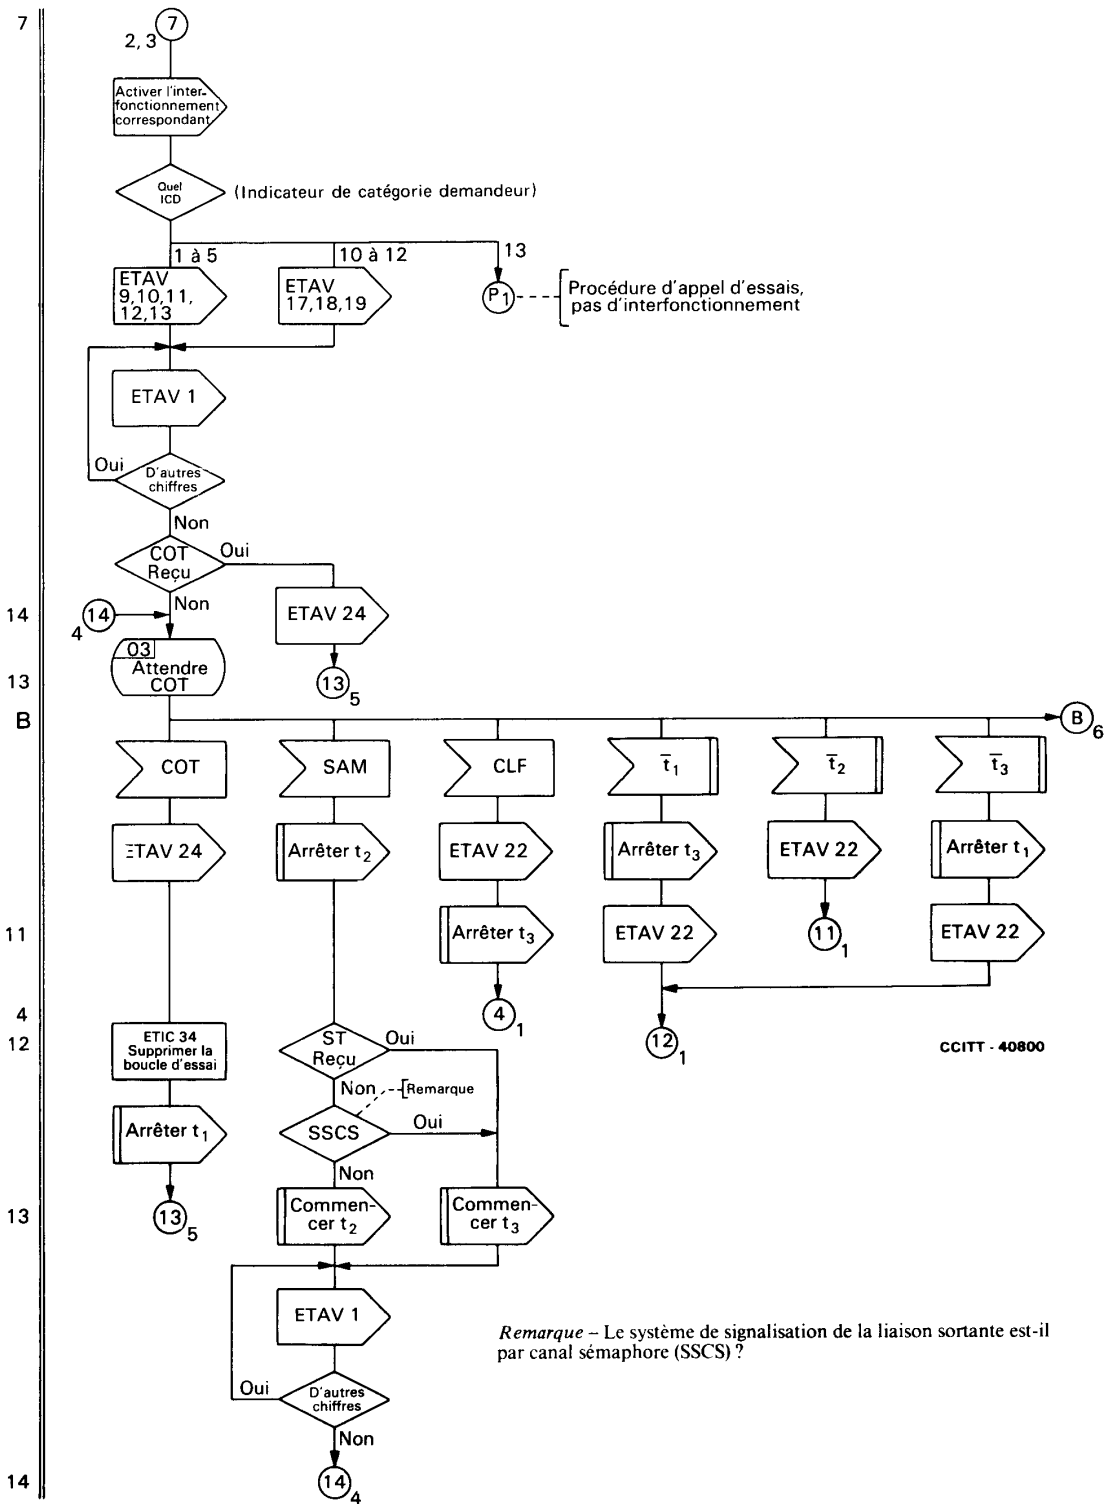 7
7
2, 3
Activer l'inter-
fonctionnement
correspondant
Quel
ICD
(Indicateur de catégorie demandeur)
1 à 5
10 à 12
13
ETAV
9,10,11,
12,13
ETAV
17,18,19
P1
Procédure d'appel d'essais,
pas d'interfonctionnement
ETAV 1
Oui
D'autres
chiffres
Non
COT
Reçu
Oui
Non
14
14
4
ETAV 24
03
Attendre
COT
13
13
5
B
B
6
COT
SAM
CLF
t̄1
t̄2
t̄3
ETAV 24
Arrêter t2
ETAV 22
Arrêter t3
ETAV 22
Arrêter t1
11
Arrêter t3
ETAV 22
11
1
ETAV 22
4
4
1
12
ETIC 34
Supprimer la
boucle d'essai
ST
Reçu
Oui
12
1
CCITT - 40800
Non
Remarque
Arrêter t1
SSCS
Oui
Non
13
13
5
Commen-
cer t2
Commen-
cer t3
ETAV 1
Remarque – Le système de signalisation de la liaison sortante est-il
par canal sémaphore (SSCS) ?
Oui
D'autres
chiffres
Non
14
14
4